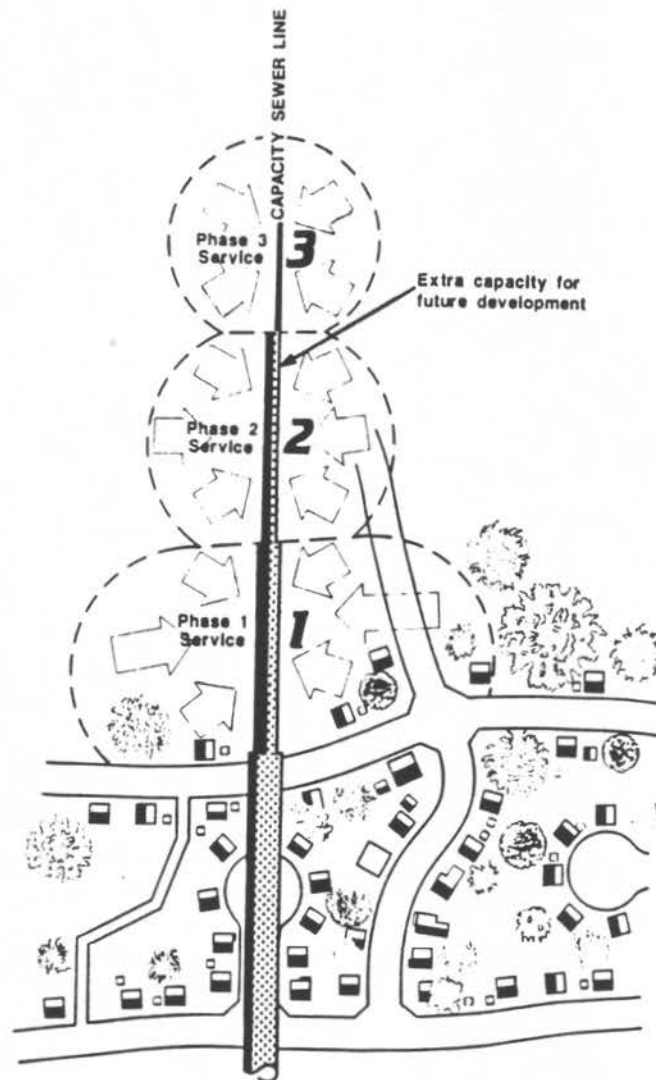 CAPACITY SEWER LINE
Phase 3
Service
3
Extra capacity for
future development
Phase 2
Service
2
Phase 1
Service
1